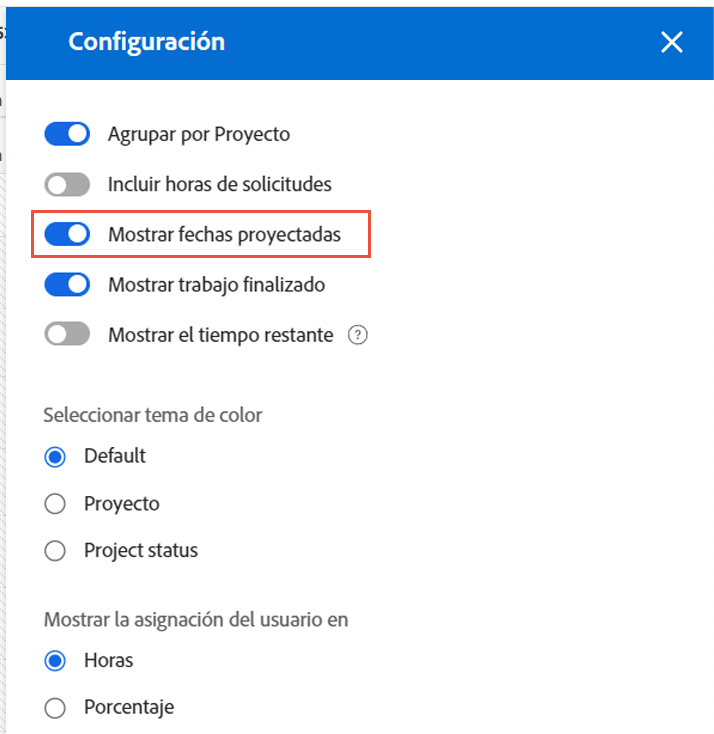 Configuración
Agrupar por Proyecto
Incluir horas de solicitudes
Mostrar fechas proyectadas
Mostrar trabajo finalizado
Mostrar el tiempo restante ?
Seleccionar tema de color
Default
Proyecto
Project status
Mostrar la asignación del usuario en
Horas
Porcentaje